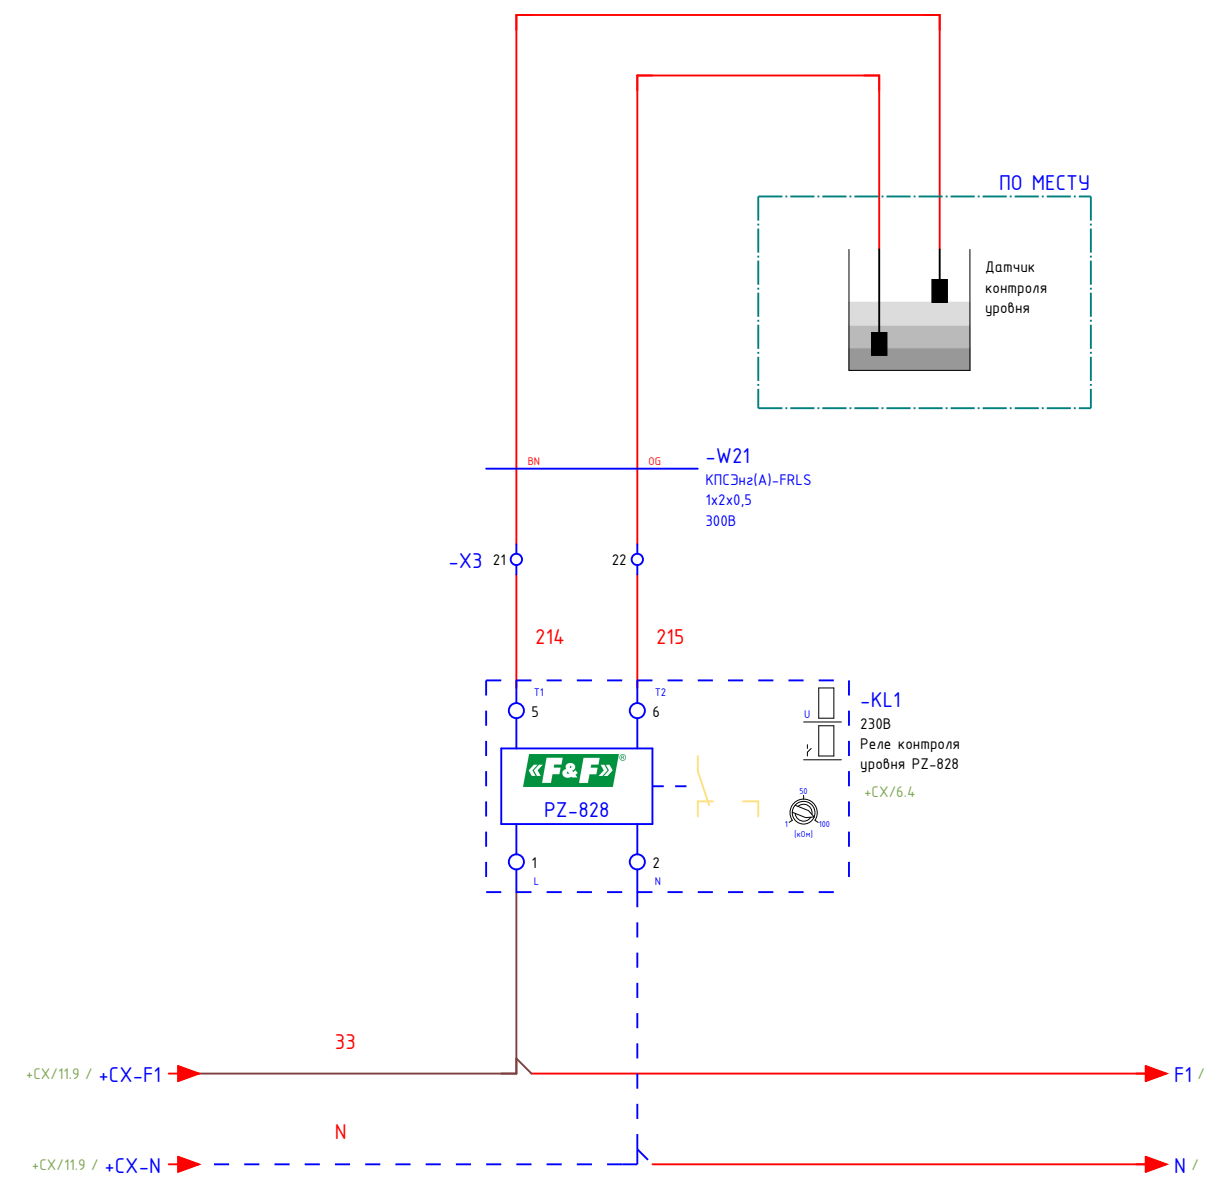 ПО МЕСТУ
Датчик
контроля
уровня
BN
OG
-W21
КПСЭнг(А)-FRLS
1x2x0,5
300В
-X3
21
22
214
215
T1
T2
5
6
U
-KL1
230В
Реле контроля
уровня PZ-828
+CX/6.4
«F&F»®
PZ-828
50
1
100
(кОм)
1
2
L
N
33
+CX/11.9 / +CX-F1
F1 /
N
+CX/11.9 / +CX-N
N /